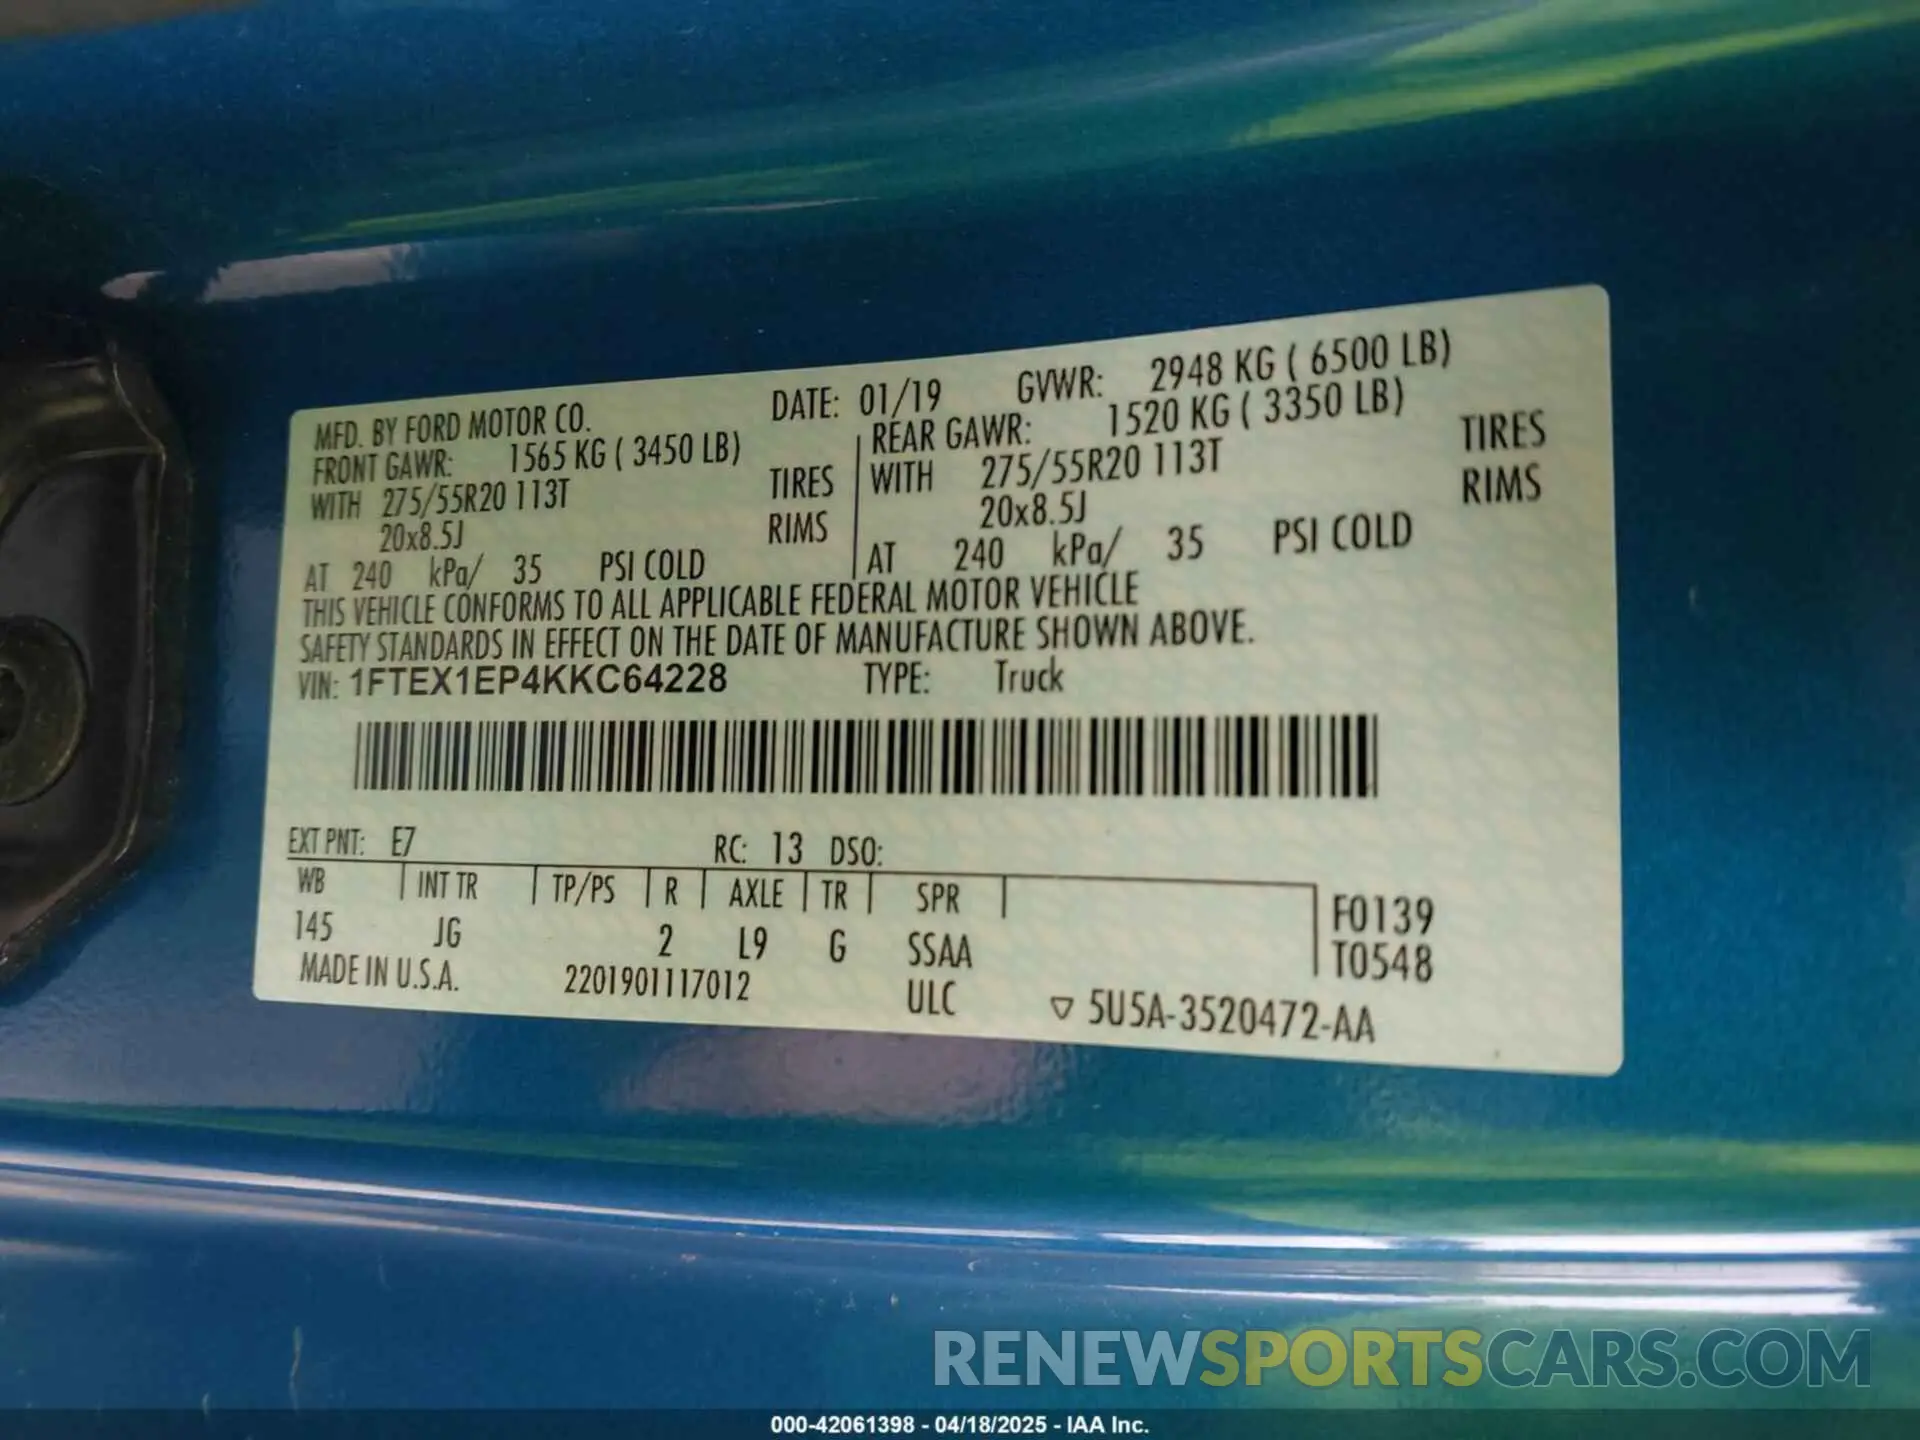 MFD. BY FORD MOTOR CO. DATE: 01/19 GVWR: 2948 KG ( 6500 LB)
FRONT GAWR: 1565 KG ( 3450 LB) REAR GAWR: 1520 KG ( 3350 LB)
WITH 275/55R20 113T TIRES WITH 275/55R20 113T TIRES
20x8.5J RIMS 20x8.5J RIMS
AT 240 kPa/ 35 PSI COLD AT 240 kPa/ 35 PSI COLD
THIS VEHICLE CONFORMS TO ALL APPLICABLE FEDERAL MOTOR VEHICLE
SAFETY STANDARDS IN EFFECT ON THE DATE OF MANUFACTURE SHOWN ABOVE.
VIN: 1FTEX1EP4KKC64228 TYPE: Truck
EXT PNT: E7 RC: 13 DSO:
WB INT TR TP/PS R AXLE TR SPR F0139
145 JG 2 L9 G SSAA T0548
MADE IN U.S.A. 2201901117012 ULC ▽ 5U5A-3520472-AA
RENEWSPORTSCARS.COM
000-42061398 - 04/18/2025 - IAA Inc.